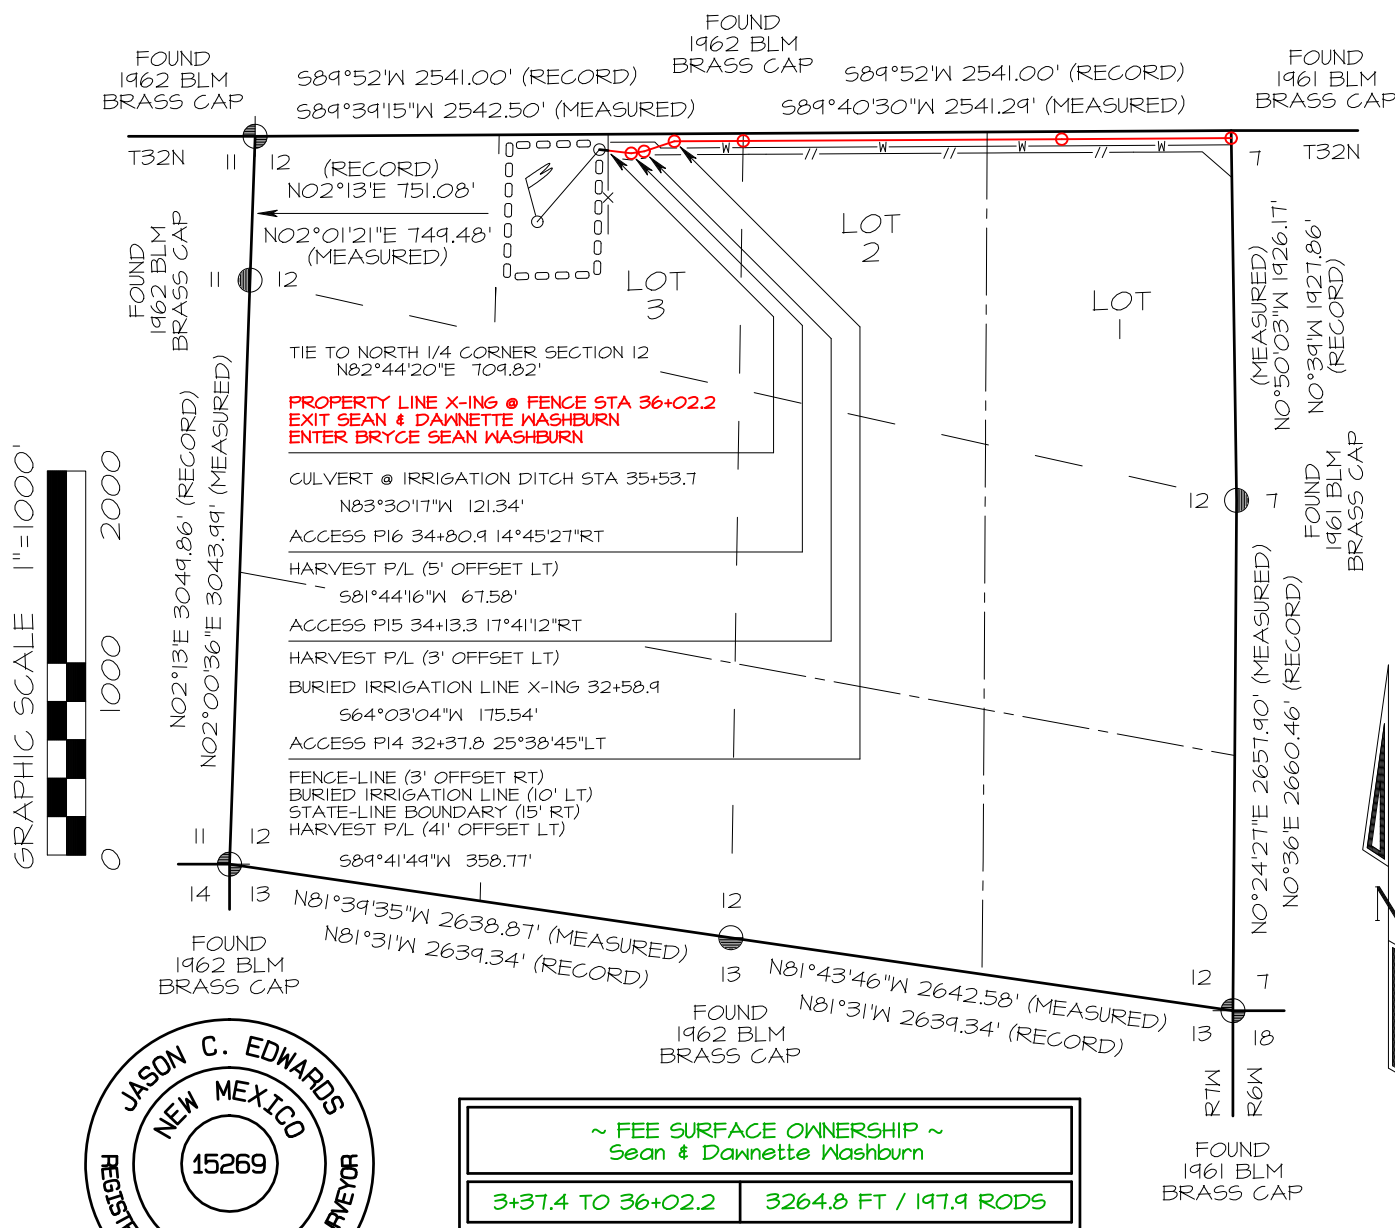 FOUND
1962 BLM
BRASS CAP
S89°52'W 2541.00' (RECORD)
S89°39'15"W 2542.50' (MEASURED)
FOUND
1962 BLM
BRASS CAP
S89°52'W 2541.00' (RECORD)
S89°40'30"W 2541.29' (MEASURED)
FOUND
1961 BLM
BRASS CAP
T32N
11 12
7
T32N
W // W // W // W
(RECORD)
N02°13'E 751.08'
N02°01'21"E 749.48'
(MEASURED)
X
LOT
3
LOT
2
LOT
1
FOUND
1962 BLM
BRASS CAP
11 12
(MEASURED)
N0°50'03"W 1926.17'
N0°39'W 1927.86'
(RECORD)
TIE TO NORTH 1/4 CORNER SECTION 12
N82°44'20"E 709.82'
PROPERTY LINE X-ING @ FENCE STA 36+02.2
EXIT SEAN & DAWNETTE WASHBURN
ENTER BRYCE SEAN WASHBURN
CULVERT @ IRRIGATION DITCH STA 35+53.7
N83°30'17"W 121.34'
ACCESS PI6 34+80.9 14°45'27"RT
HARVEST P/L (5' OFFSET LT)
S81°44'16"W 67.58'
ACCESS PI5 34+13.3 17°41'12"RT
HARVEST P/L (3' OFFSET LT)
BURIED IRRIGATION LINE X-ING 32+58.9
S64°03'04"W 175.54'
ACCESS PI4 32+37.8 25°38'45"LT
FENCE-LINE (3' OFFSET RT)
BURIED IRRIGATION LINE (10' LT)
STATE-LINE BOUNDARY (15' RT)
HARVEST P/L (41' OFFSET LT)
S89°41'49"W 358.77'
GRAPHIC SCALE 1"=1000'
2000
1000
0
N02°13'E 3049.86' (RECORD)
N02°00'36"E 3043.99' (MEASURED)
12 7
FOUND
1961 BLM
BRASS CAP
N0°24'27"E 2657.90' (MEASURED)
N0°36'E 2660.46' (RECORD)
11 12
14 13
FOUND
1962 BLM
BRASS CAP
N81°39'35"W 2638.87' (MEASURED)
N81°31'W 2639.34' (RECORD)
12
13
FOUND
1962 BLM
BRASS CAP
N81°43'46"W 2642.58' (MEASURED)
N81°31'W 2639.34' (RECORD)
12 7
13 18
R7W
R6W
FOUND
1961 BLM
BRASS CAP
JASON C. EDWARDS
NEW MEXICO
15269
~ FEE SURFACE OWNERSHIP ~
Sean & Dawnette Washburn
3+37.4 TO 36+02.2 3264.8 FT / 197.9 RODS